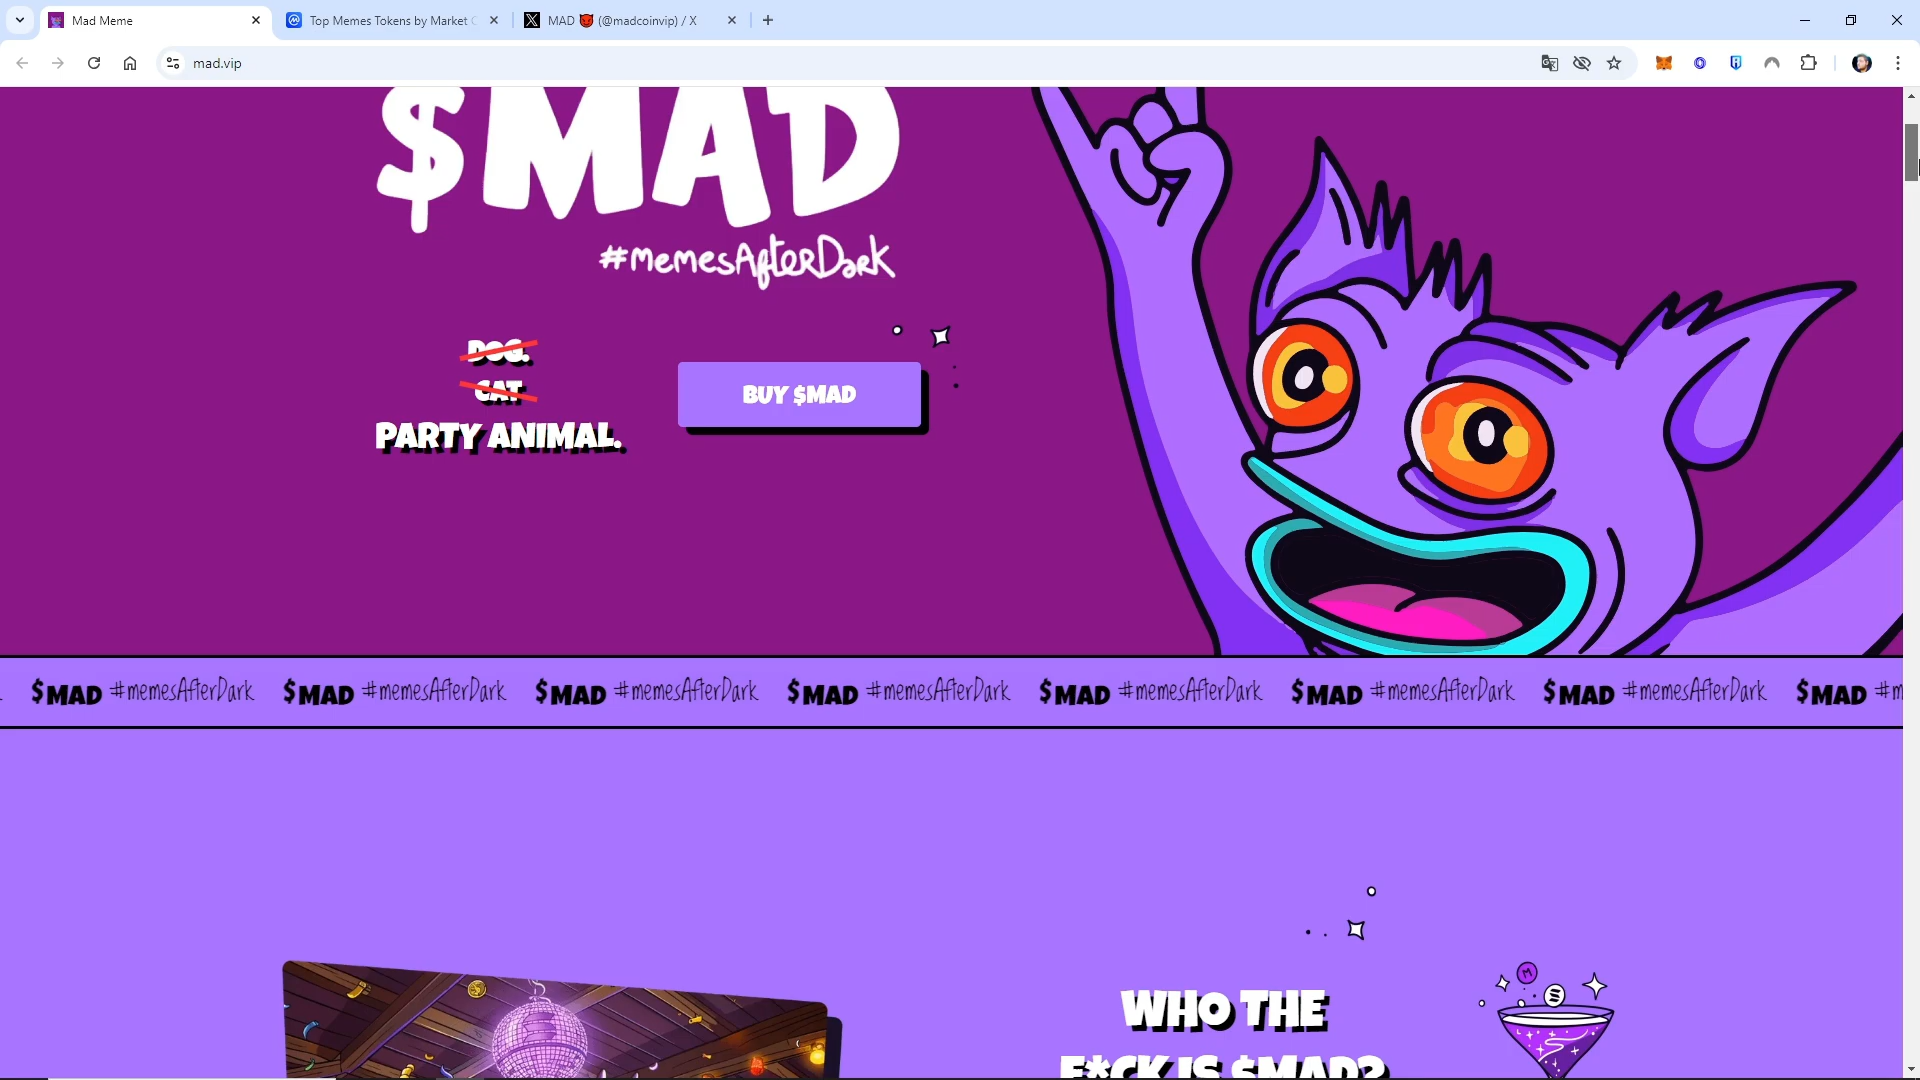 Mad Meme
Top Memes Tokens by Market C
MAD 😈 (@madcoinvip) / X
mad.vip
$MAD
#memesAfterDark
DOG.
CAT
PARTY ANIMAL.
BUY $MAD
$MAD #memesAfterDark $MAD #memesAfterDark $MAD #memesAfterDark $MAD #memesAfterDark $MAD #memesAfterDark $MAD #memesAfterDark $MAD #memesAfterDark $MAD #m
WHO THE
F*CK IS $MAD?